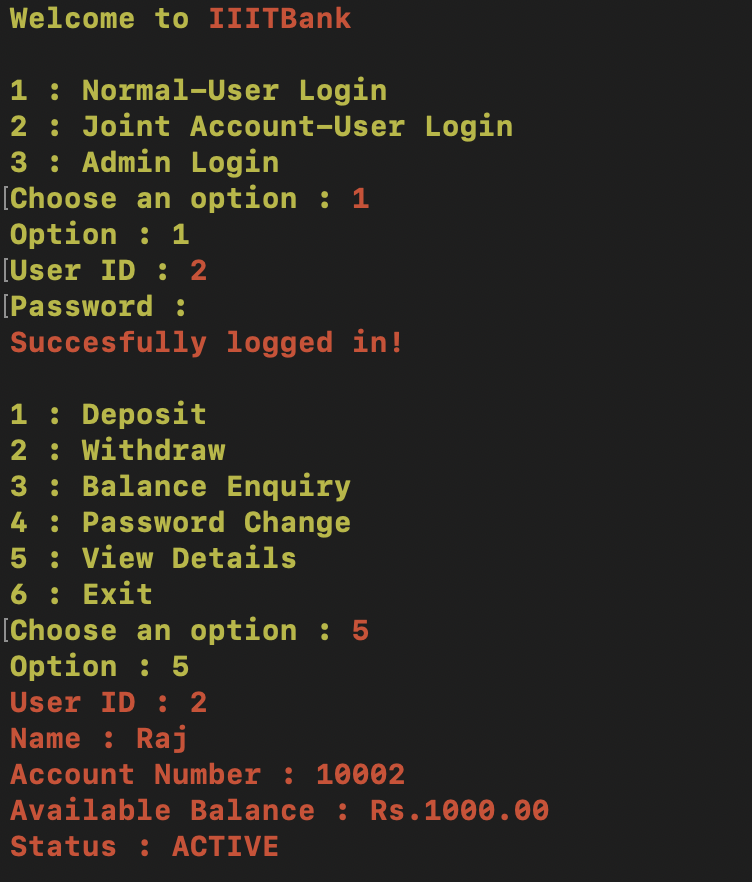 Welcome to IIITBank
1 : Normal-User Login
2 : Joint Account-User Login
3 : Admin Login
[Choose an option : 1
Option : 1
[User ID : 2
[Password :
Succesfully logged in!
1 : Deposit
2 : Withdraw
3 : Balance Enquiry
4 : Password Change
5 : View Details
6 : Exit
[Choose an option : 5
Option : 5
User ID : 2
Name : Raj
Account Number : 10002
Available Balance : Rs.1000.00
Status : ACTIVE